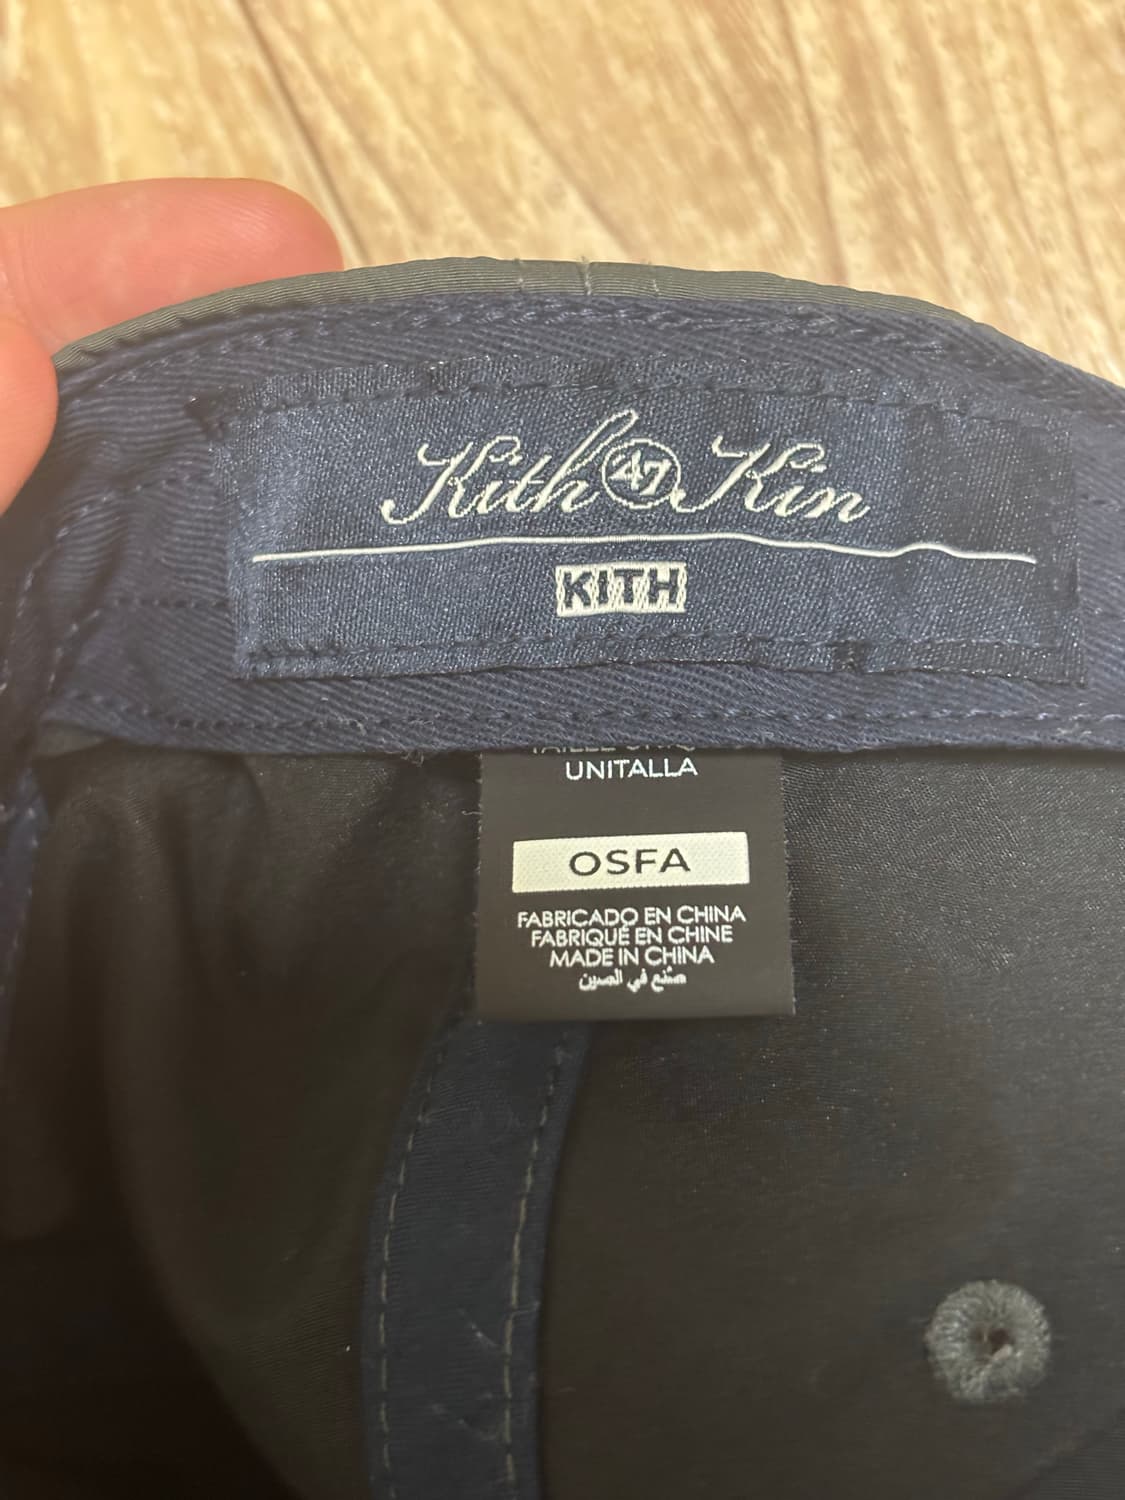 Kith 47 Kin
KITH
UNITALLA
OSFA
FABRICADO EN CHINA
FABRIQUÉ EN CHINE
MADE IN CHINA
صنع في الصين